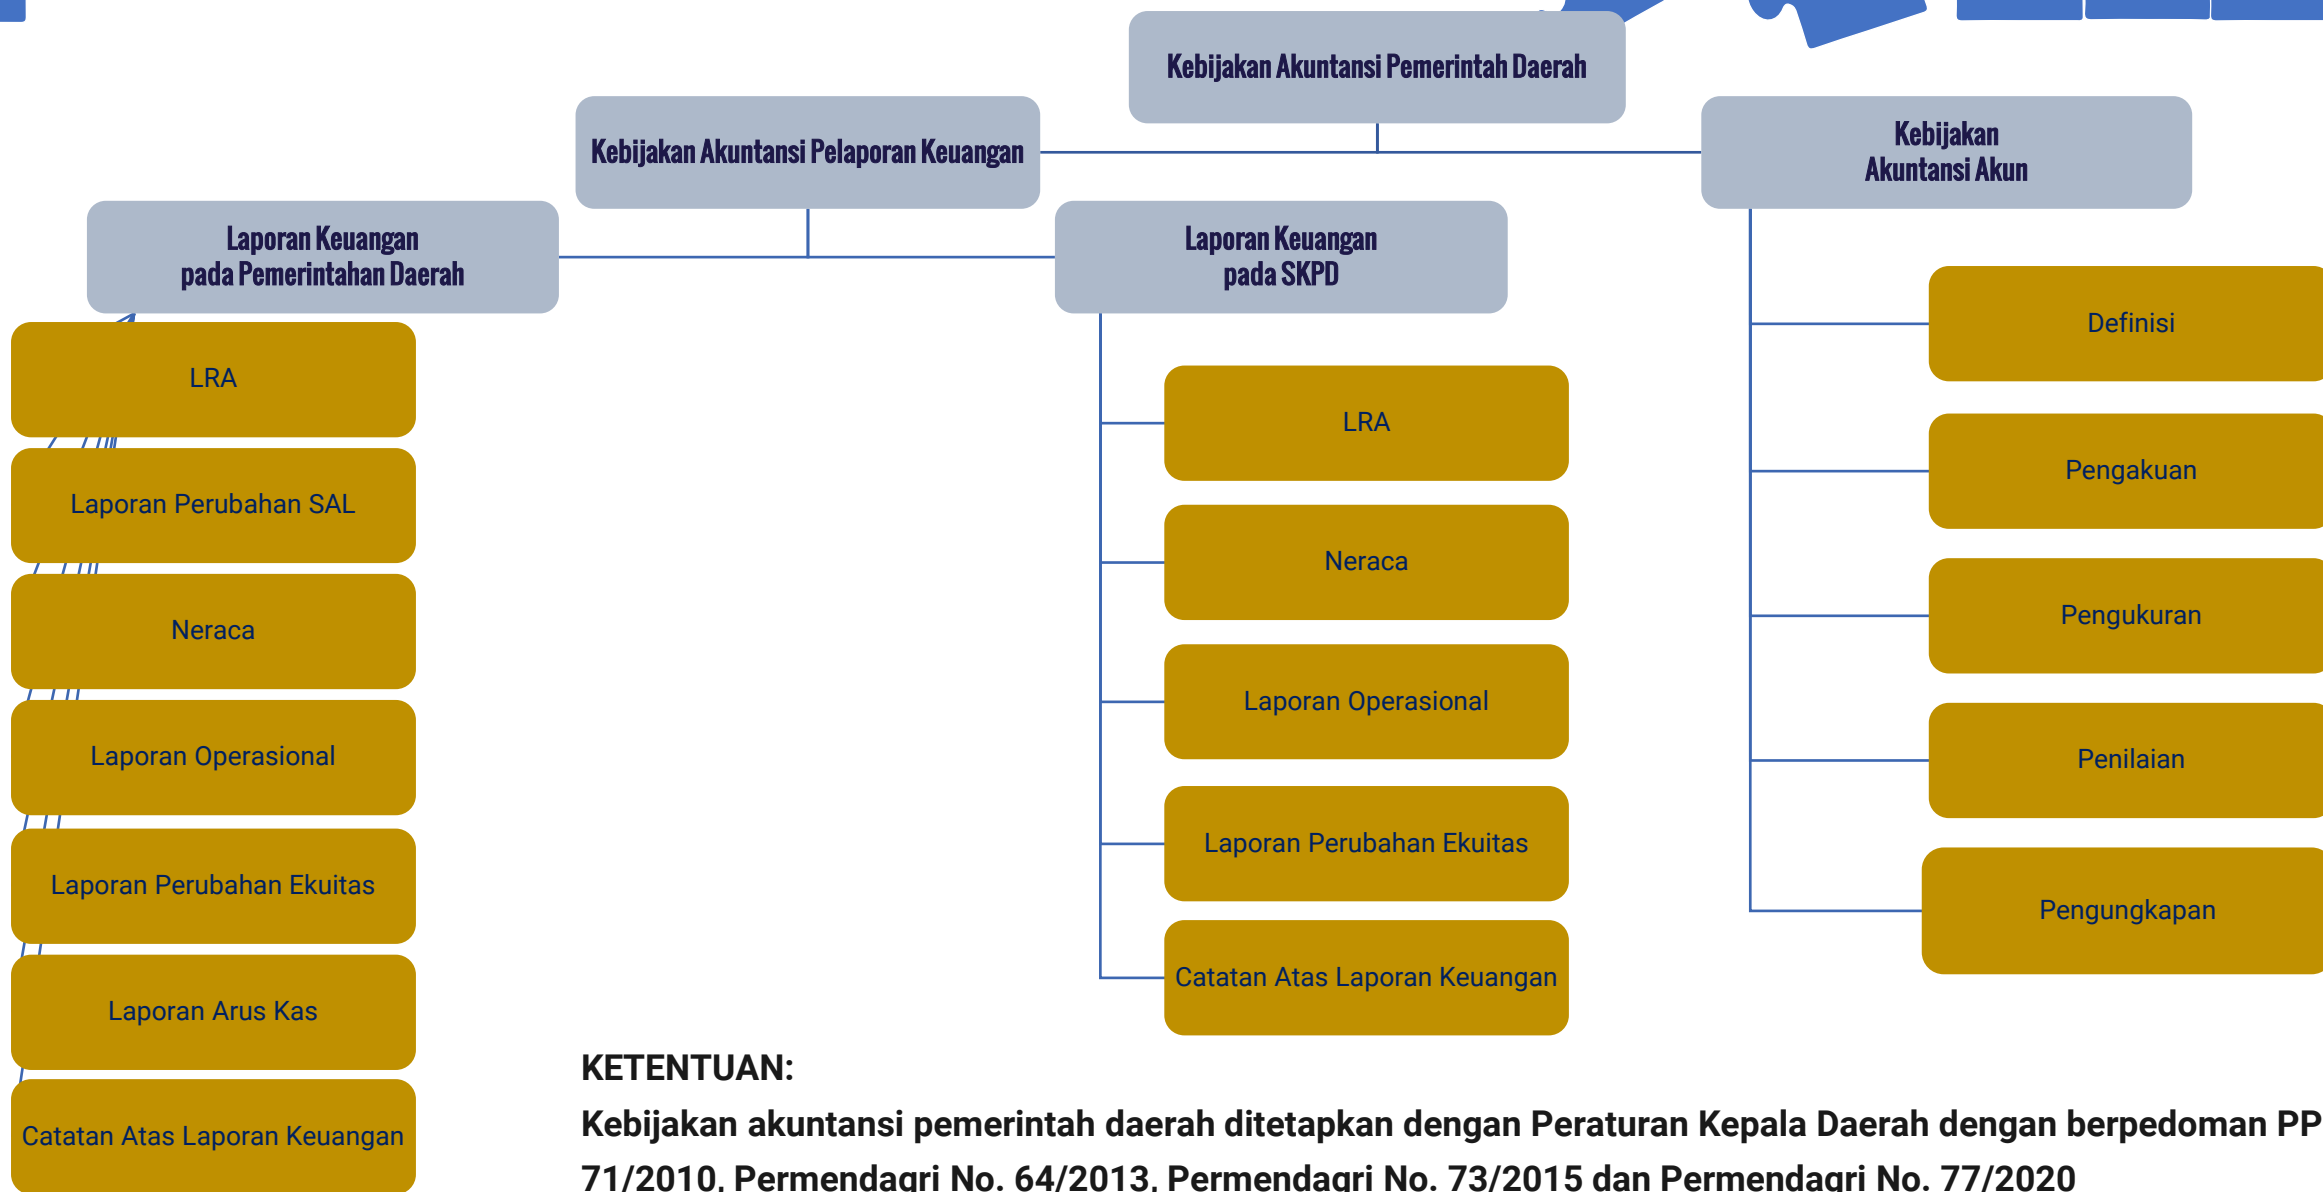 Kebijakan Akuntansi Pemerintah Daerah
Kebijakan Akuntansi Pelaporan Keuangan
Kebijakan
Akuntansi Akun
Laporan Keuangan
pada Pemerintahan Daerah
Laporan Keuangan
pada SKPD
LRA
Laporan Perubahan SAL
Neraca
Laporan Operasional
Laporan Perubahan Ekuitas
Laporan Arus Kas
Catatan Atas Laporan Keuangan
LRA
Neraca
Laporan Operasional
Laporan Perubahan Ekuitas
Catatan Atas Laporan Keuangan
Definisi
Pengakuan
Pengukuran
Penilaian
Pengungkapan
KETENTUAN:
Kebijakan akuntansi pemerintah daerah ditetapkan dengan Peraturan Kepala Daerah dengan berpedoman PP
71/2010, Permendagri No. 64/2013, Permendagri No. 73/2015 dan Permendagri No. 77/2020